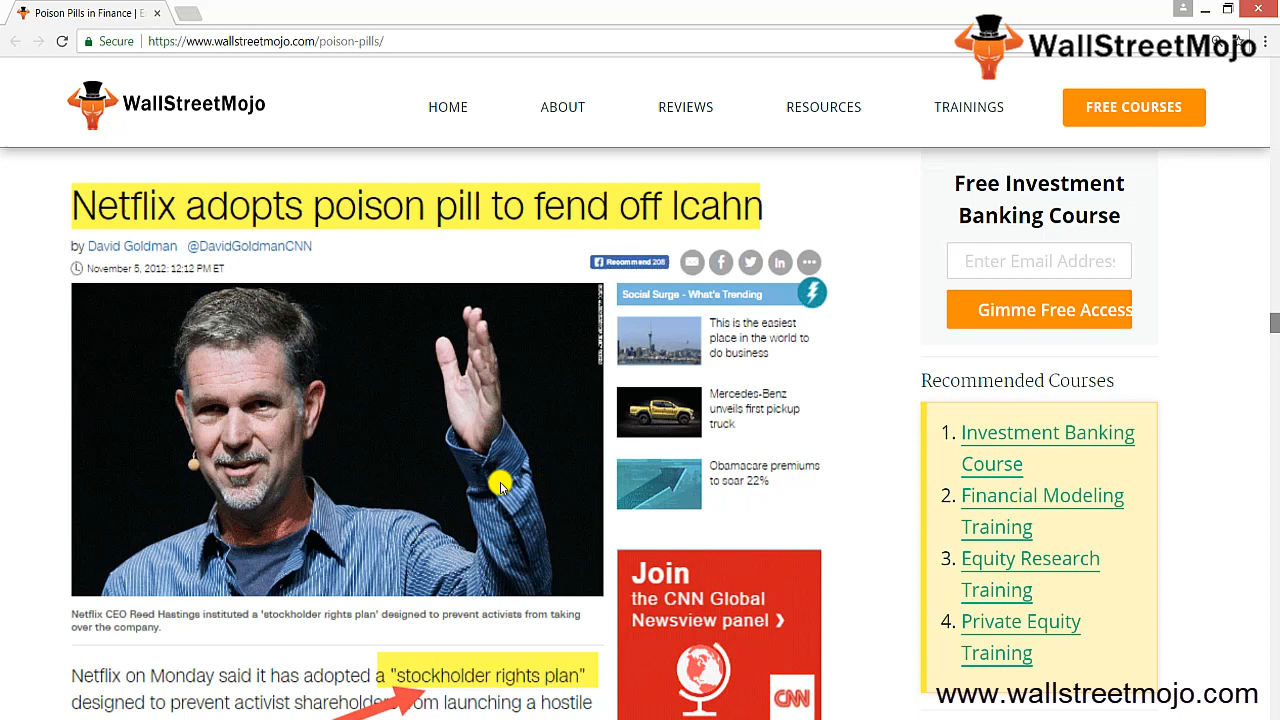 Poison Pills in Finance | E
Secure
https://www.wallstreetmojo.com/poison-pills/
WallStreetMojo
WallStreetMojo
HOME
ABOUT
REVIEWS
RESOURCES
TRAININGS
FREE COURSES
Netflix adopts poison pill to fend off Icahn
by David Goldman @DavidGoldmanCNN
November 5, 2012: 12:12 PM ET
Recommend 208
Social Surge - What's Trending
This is the easiest
place in the world to
do business
Mercedes-Benz
unveils first pickup
truck
Obamacare premiums
to soar 22%
Join
the CNN Global
Newsview panel ❯
CNN
Netflix CEO Reed Hastings instituted a 'stockholder rights plan' designed to prevent activists from taking
over the company.
Netflix on Monday said it has adopted a "stockholder rights plan"
designed to prevent activist shareholders from launching a hostile
Free Investment
Banking Course
Enter Email Address:
Gimme Free Access
Recommended Courses
1. Investment Banking
Course
2. Financial Modeling
Training
3. Equity Research
Training
4. Private Equity
Training
www.wallstreetmojo.com